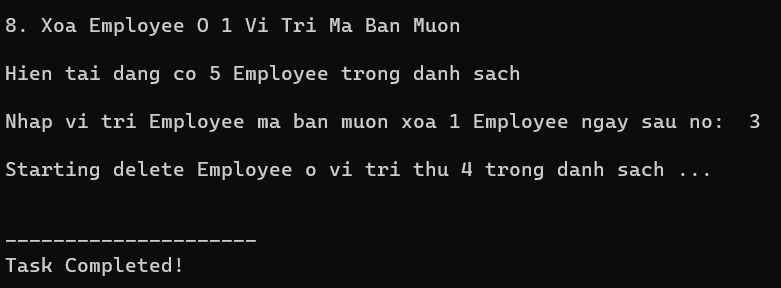 8. Xoa Employee O 1 Vi Tri Ma Ban Muon
Hien tai dang co 5 Employee trong danh sach
Nhap vi tri Employee ma ban muon xoa 1 Employee ngay sau no:  3
Starting delete Employee o vi tri thu 4 trong danh sach ...
_____________________
Task Completed!